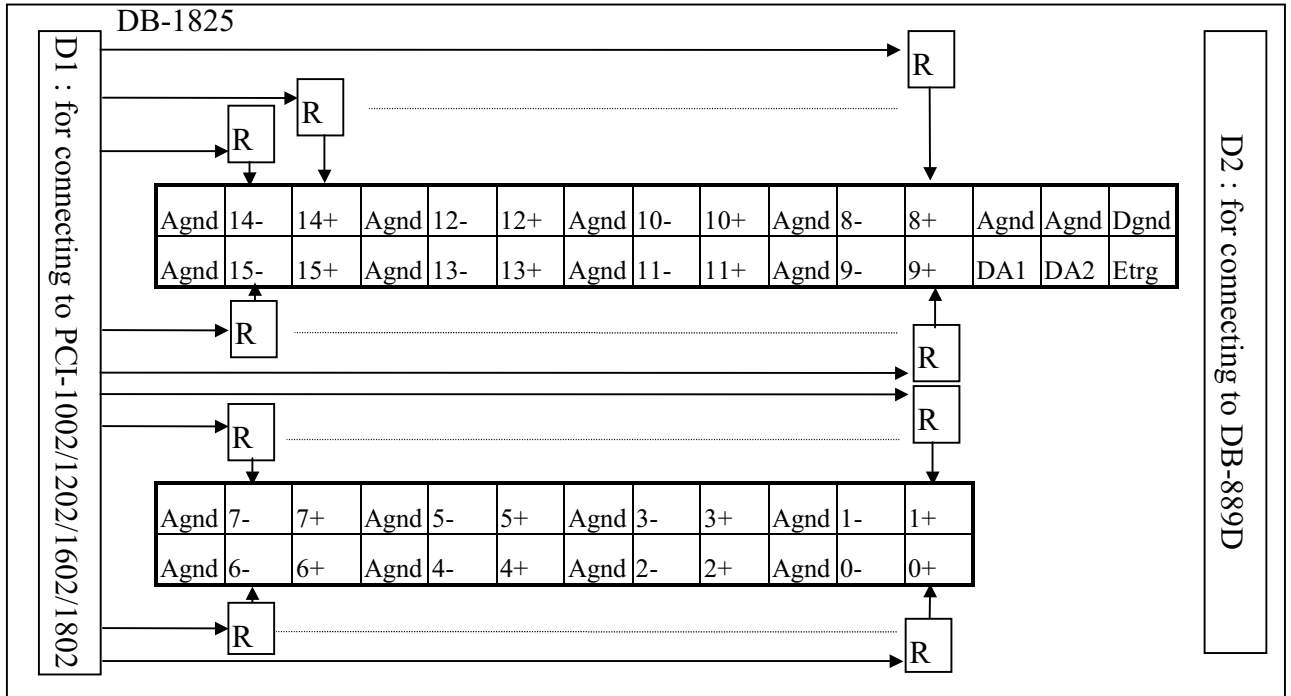 DB-1825
D1 : for connecting to PCI-1002/1202/1602/1802
R
R
R
Agnd 14- 14+ Agnd 12- 12+ Agnd 10- 10+ Agnd 8- 8+ Agnd Agnd Dgnd
Agnd 15- 15+ Agnd 13- 13+ Agnd 11- 11+ Agnd 9- 9+ DA1 DA2 Etrg
R
R
R
R
Agnd 7- 7+ Agnd 5- 5+ Agnd 3- 3+ Agnd 1- 1+
Agnd 6- 6+ Agnd 4- 4+ Agnd 2- 2+ Agnd 0- 0+
R
R
D2 : for connecting to DB-889D